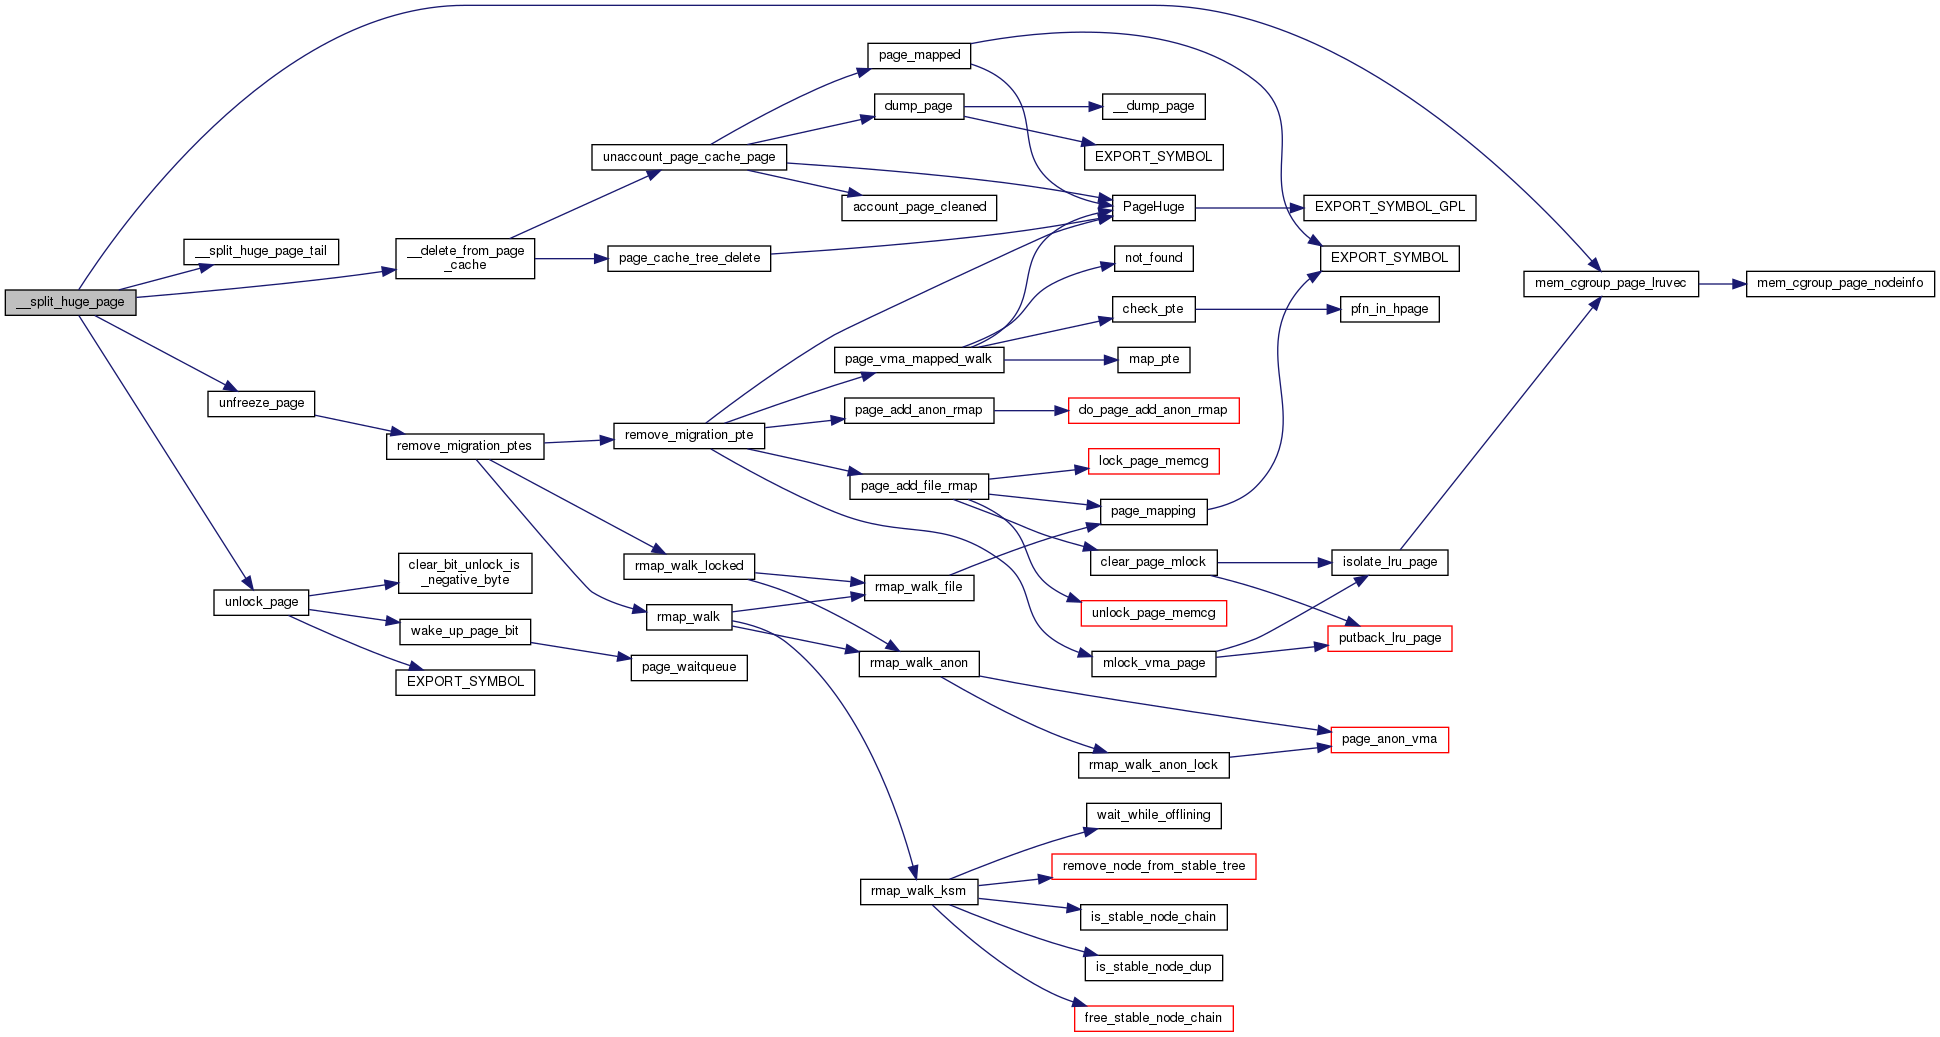 page_mapped
dump_page
__dump_page
unaccount_page_cache_page
EXPORT_SYMBOL
account_page_cleaned
PageHuge
EXPORT_SYMBOL_GPL
__split_huge_page_tail
__delete_from_page
_cache
page_cache_tree_delete
not_found
EXPORT_SYMBOL
__split_huge_page
mem_cgroup_page_lruvec
mem_cgroup_page_nodeinfo
check_pte
pfn_in_hpage
page_vma_mapped_walk
map_pte
unfreeze_page
page_add_anon_rmap
do_page_add_anon_rmap
remove_migration_ptes
remove_migration_pte
lock_page_memcg
page_add_file_rmap
page_mapping
clear_bit_unlock_is
_negative_byte
rmap_walk_locked
clear_page_mlock
isolate_lru_page
unlock_page
rmap_walk_file
rmap_walk
unlock_page_memcg
wake_up_page_bit
putback_lru_page
page_waitqueue
rmap_walk_anon
mlock_vma_page
EXPORT_SYMBOL
page_anon_vma
rmap_walk_anon_lock
wait_while_offlining
remove_node_from_stable_tree
rmap_walk_ksm
is_stable_node_chain
is_stable_node_dup
free_stable_node_chain